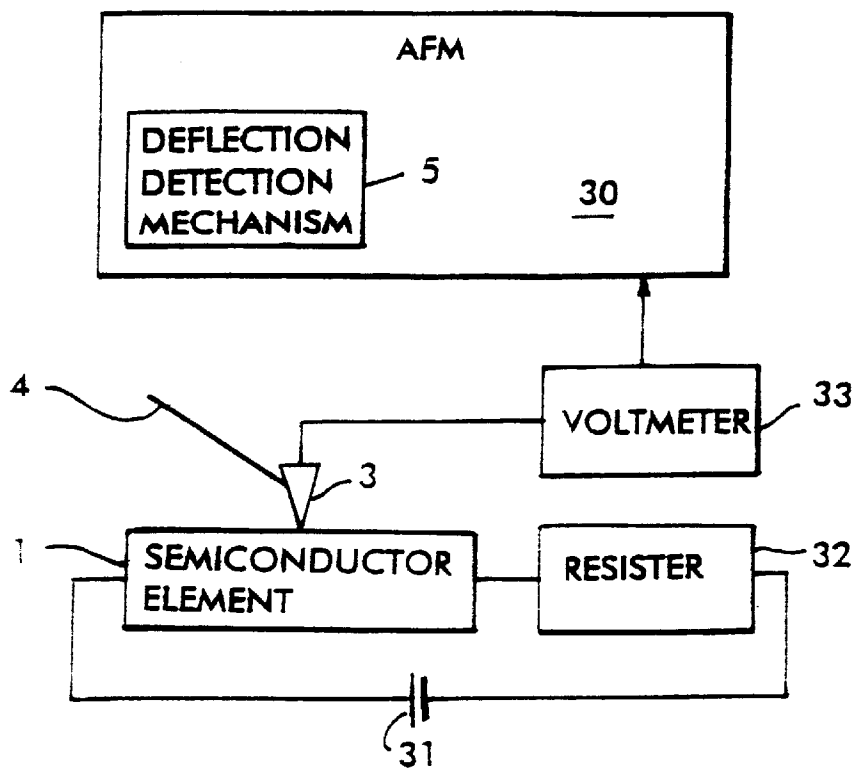 AFM
DEFLECTION
DETECTION
MECHANISM
5
30
4
3
VOLTMETER
33
1
SEMICONDUCTOR
ELEMENT
RESISTER
32
31